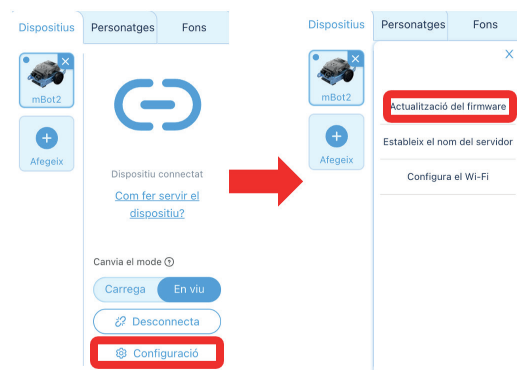 Dispositius
Personatges
Fons
mBot2
Afegeix
Dispositiu connectat
Com fer servir el
dispositiu?
Canvia el mode
Carrega
En viu
Desconnecta
Configuració
Dispositius
Personatges
Fons
mBot2
Afegeix
X
Actualització del firmware
Estableix el nom del servidor
Configura el Wi-Fi